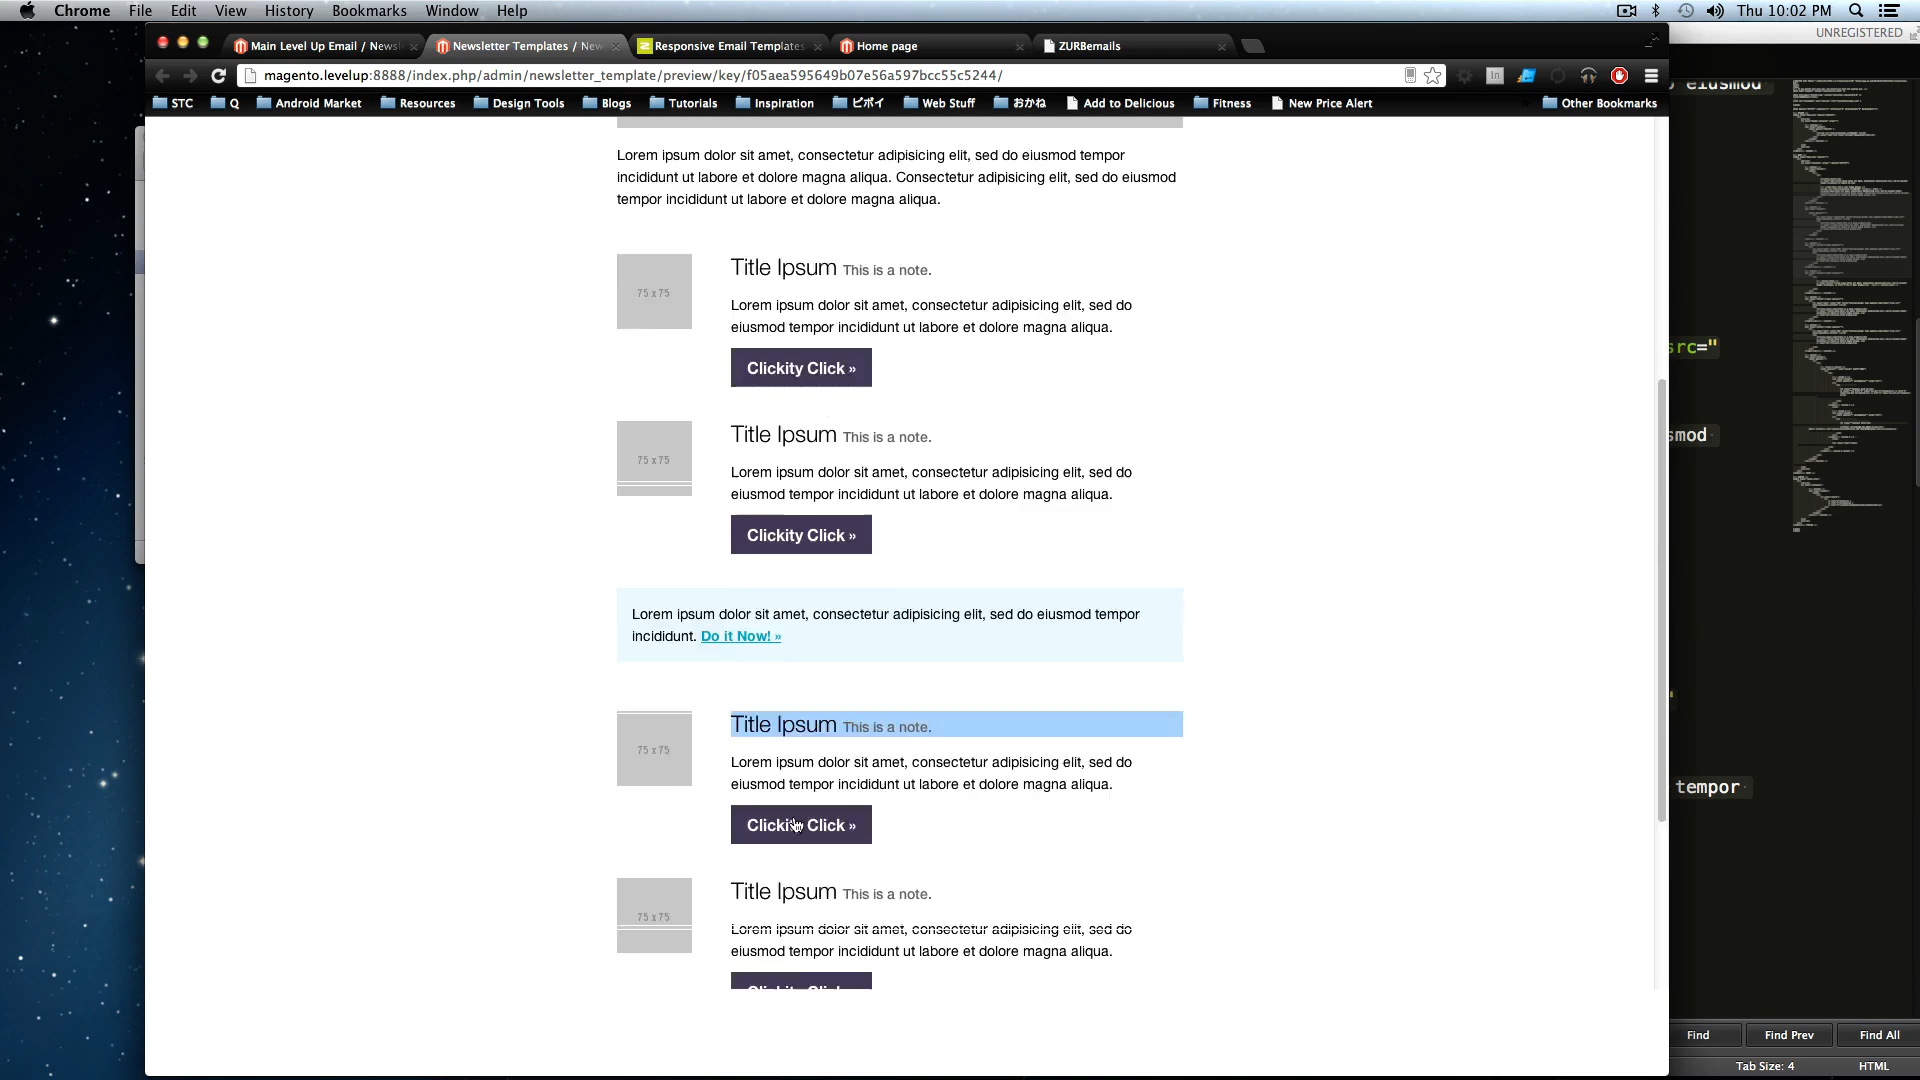 Chrome File Edit View History Bookmarks Window Help
Thu 10:02 PM
UNREGISTERED
Main Level Up Email / Newsl
Newsletter Templates / New
Responsive Email Templates
Home page
ZURBemails
magento.levelup:8888/index.php/admin/newsletter_template/preview/key/f05aea595649b07e56a597bcc55c5244/
STC Q Android Market Resources Design Tools Blogs Tutorials Inspiration ビボイ Web Stuff おかね Add to Delicious Fitness New Price Alert Other Bookmarks
eiusmod
Lorem ipsum dolor sit amet, consectetur adipisicing elit, sed do eiusmod tempor
incididunt ut labore et dolore magna aliqua. Consectetur adipisicing elit, sed do eiusmod
tempor incididunt ut labore et dolore magna aliqua.
75 x 75
Title Ipsum This is a note.
Lorem ipsum dolor sit amet, consectetur adipisicing elit, sed do
eiusmod tempor incididunt ut labore et dolore magna aliqua.
Clickity Click »
src="
75 x 75
Title Ipsum This is a note.
Lorem ipsum dolor sit amet, consectetur adipisicing elit, sed do
eiusmod tempor incididunt ut labore et dolore magna aliqua.
Clickity Click »
smod
Lorem ipsum dolor sit amet, consectetur adipisicing elit, sed do eiusmod tempor
incididunt. Do it Now! »
75 x 75
Title Ipsum This is a note.
Lorem ipsum dolor sit amet, consectetur adipisicing elit, sed do
eiusmod tempor incididunt ut labore et dolore magna aliqua.
Clickity Click »
tempor
75 x 75
Title Ipsum This is a note.
Lorem ipsum dolor sit amet, consectetur adipisicing elit, sed do
eiusmod tempor incididunt ut labore et dolore magna aliqua.
Clickity Click
Find Find Prev Find All
Tab Size: 4 HTML